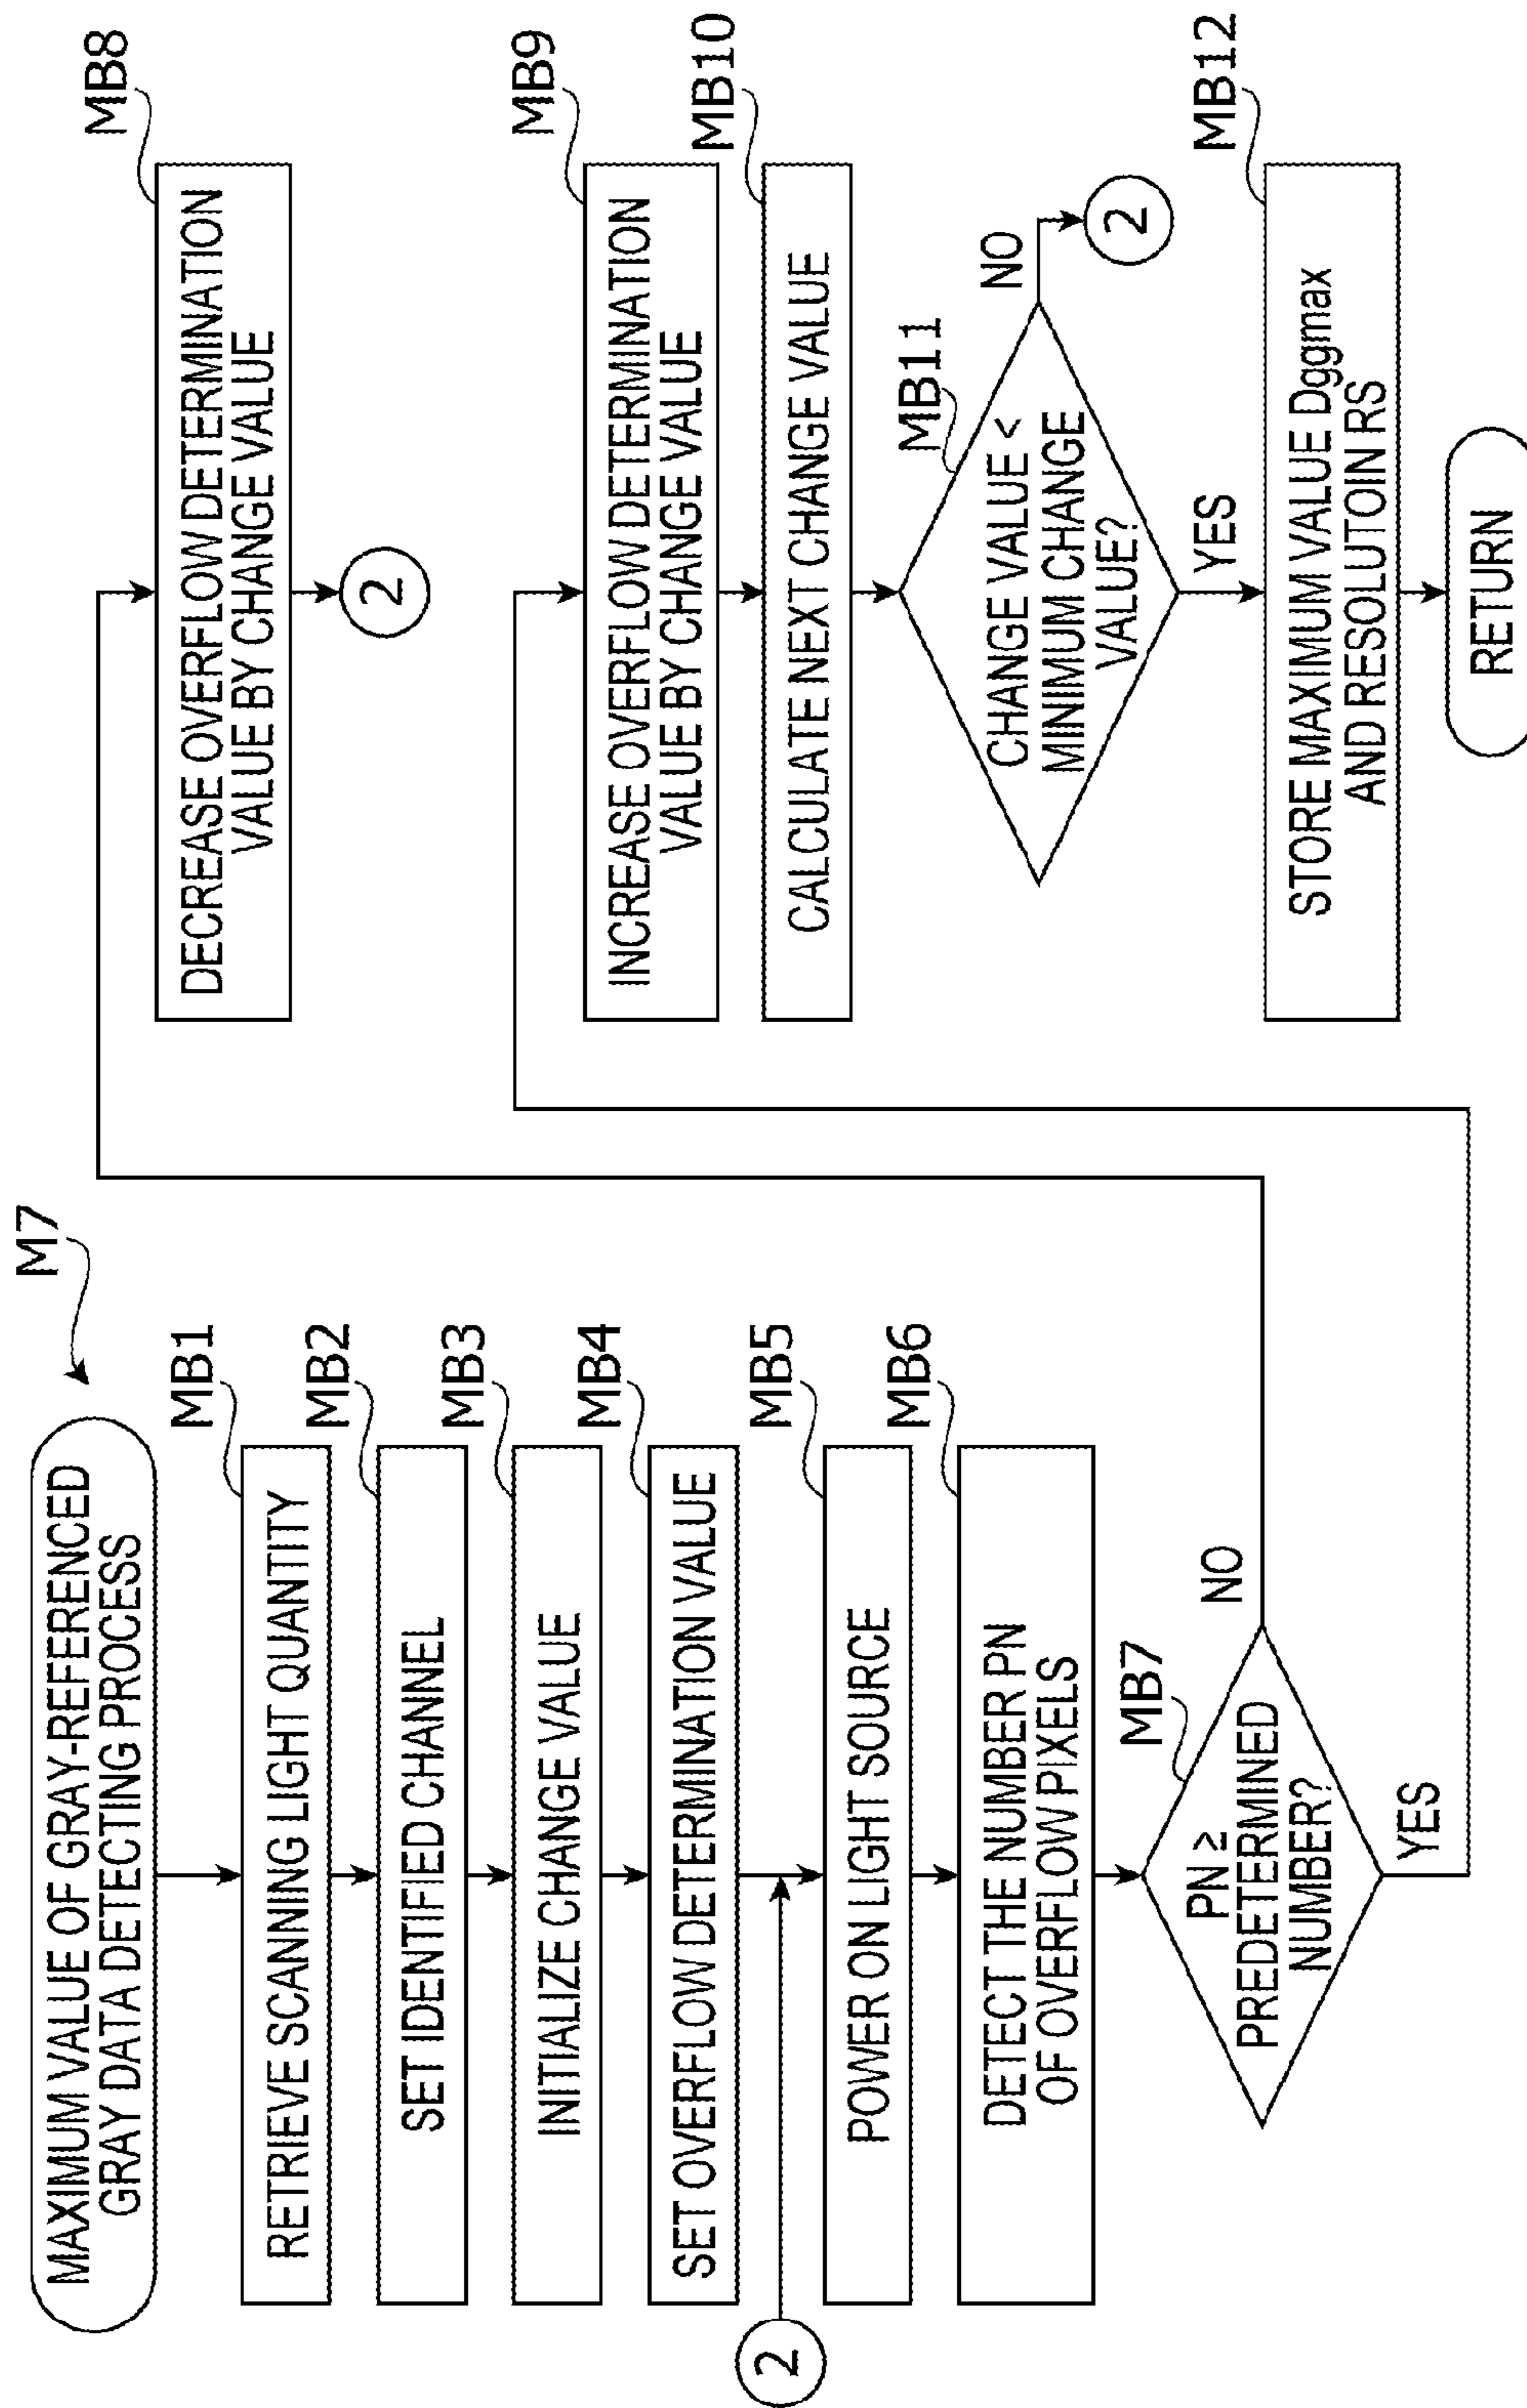 M7
MAXIMUM VALUE OF GRAY-REFERENCED
GRAY DATA DETECTING PROCESS
MB1
RETRIEVE SCANNING LIGHT QUANTITY
MB2
SET IDENTIFIED CHANNEL
MB3
INITIALIZE CHANGE VALUE
MB4
SET OVERFLOW DETERMINATION VALUE
2
MB5
POWER ON LIGHT SOURCE
MB6
DETECT THE NUMBER PN
OF OVERFLOW PIXELS
MB7
PN ≥
PREDETERMINED
NUMBER?
NO
YES
MB8
DECREASE OVERFLOW DETERMINATION
VALUE BY CHANGE VALUE
2
MB9
INCREASE OVERFLOW DETERMINATION
VALUE BY CHANGE VALUE
MB10
CALCULATE NEXT CHANGE VALUE
MB11
CHANGE VALUE <
MINIMUM CHANGE
VALUE?
NO
2
YES
MB12
STORE MAXIMUM VALUE Dggmax
AND RESOLUTOIN RS
RETURN